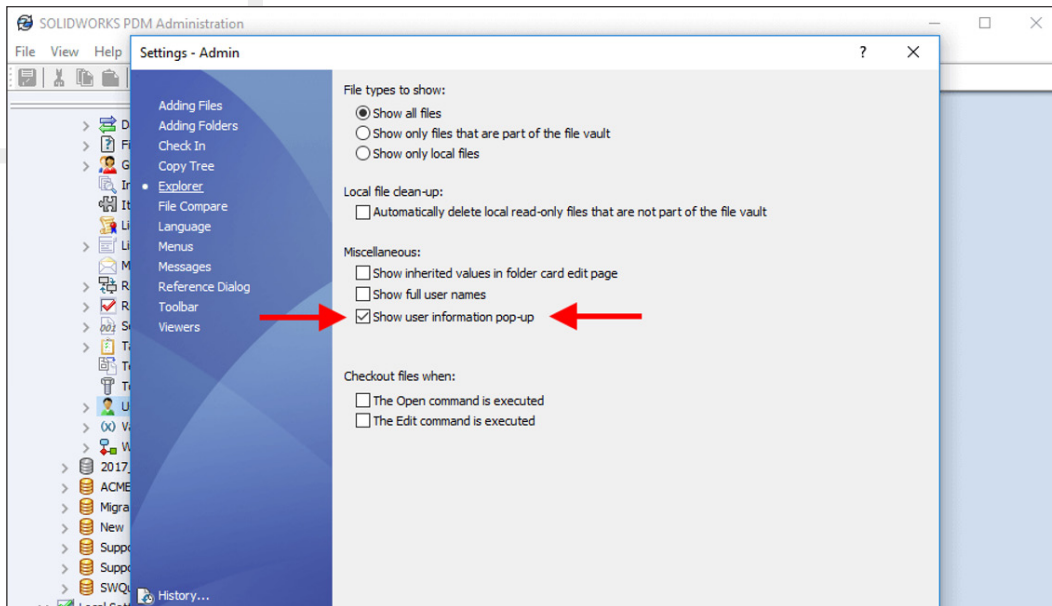 SOLIDWORKS PDM Administration
File View Help
Settings - Admin
?
Adding Files
Adding Folders
Check In
Copy Tree
Explorer
File Compare
Language
Menus
Messages
Reference Dialog
Toolbar
Viewers
History...
File types to show:
Show all files
Show only files that are part of the file vault
Show only local files
Local file clean-up:
Automatically delete local read-only files that are not part of the file vault
Miscellaneous:
Show inherited values in folder card edit page
Show full user names
Show user information pop-up
Checkout files when:
The Open command is executed
The Edit command is executed
2017_
ACME
Migra
New
Suppo
Suppo
SWQu